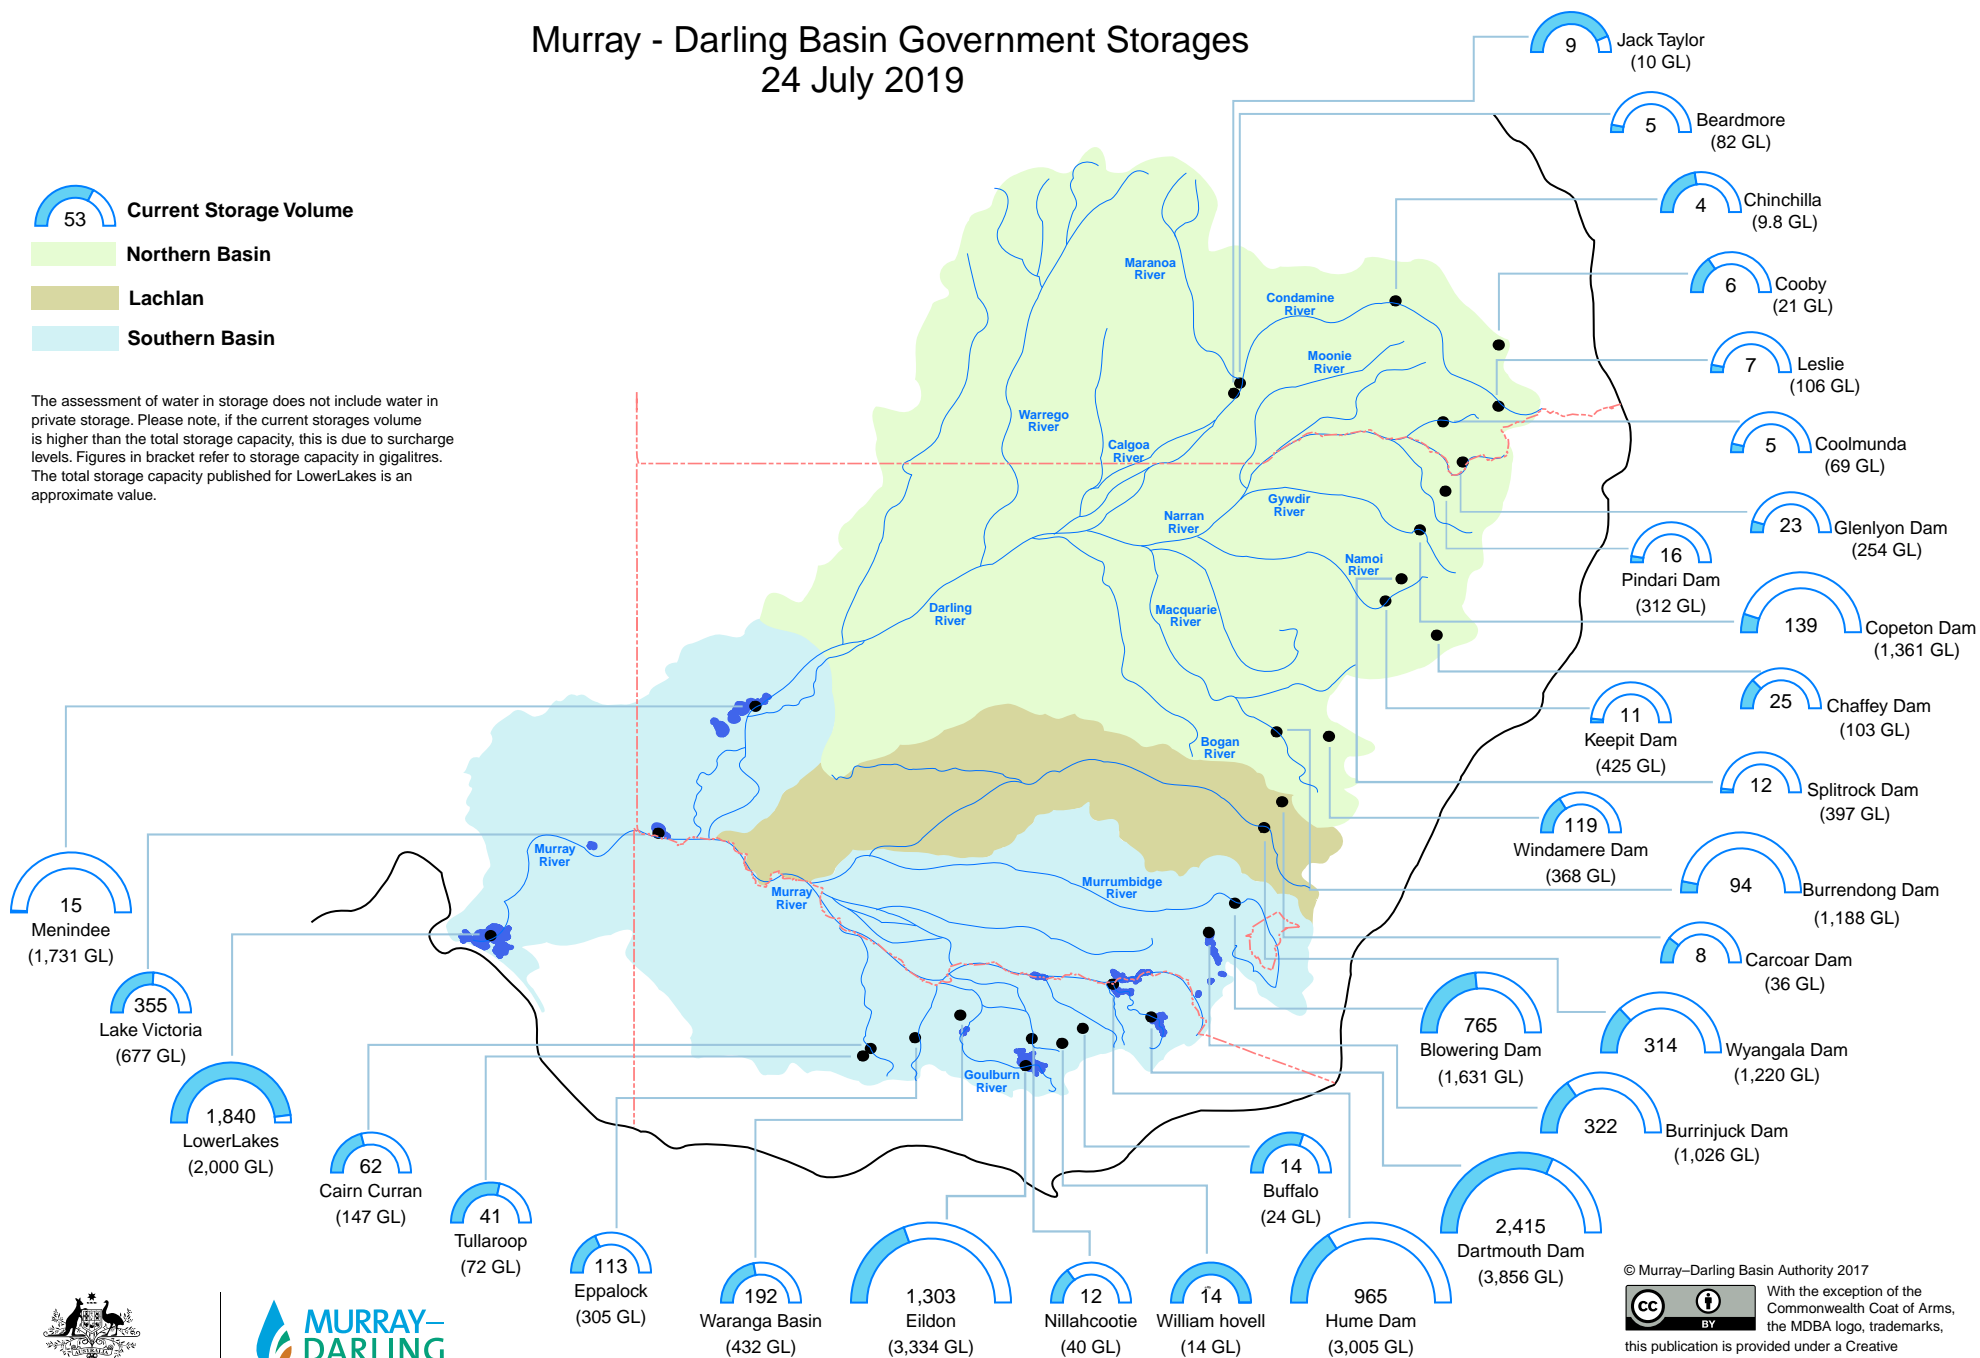 Murray - Darling Basin Government Storages
24 July 2019
53
Current Storage Volume
Northern Basin
Lachlan
Southern Basin
The assessment of water in storage does not include water in
private storage. Please note, if the current storages volume
is higher than the total storage capacity, this is due to surcharge
levels. Figures in bracket refer to storage capacity in gigalitres.
The total storage capacity published for LowerLakes is an
approximate value.
9
Jack Taylor
(10 GL)
5
Beardmore
(82 GL)
4
Chinchilla
(9.8 GL)
6
Cooby
(21 GL)
7
Leslie
(106 GL)
5
Coolmunda
(69 GL)
23
Glenlyon Dam
(254 GL)
16
Pindari Dam
(312 GL)
139
Copeton Dam
(1,361 GL)
25
Chaffey Dam
(103 GL)
11
Keepit Dam
(425 GL)
12
Splitrock Dam
(397 GL)
119
Windamere Dam
(368 GL)
94
Burrendong Dam
(1,188 GL)
8
Carcoar Dam
(36 GL)
765
Blowering Dam
(1,631 GL)
314
Wyangala Dam
(1,220 GL)
322
Burrinjuck Dam
(1,026 GL)
2,415
Dartmouth Dam
(3,856 GL)
Maranoa
River
Condamine
River
Moonie
River
Warrego
River
Calgoa
River
Gywdir
River
Narran
River
Namoi
River
Darling
River
Macquarie
River
Bogan
River
Murray
River
Murray
River
Murrumbidge
River
Goulburn
River
15
Menindee
(1,731 GL)
355
Lake Victoria
(677 GL)
1,840
LowerLakes
(2,000 GL)
62
Cairn Curran
(147 GL)
41
Tullaroop
(72 GL)
113
Eppalock
(305 GL)
192
Waranga Basin
(432 GL)
1,303
Eildon
(3,334 GL)
12
Nillahcootie
(40 GL)
14
William hovell
(14 GL)
14
Buffalo
(24 GL)
965
Hume Dam
(3,005 GL)
AUSTRALIA
MURRAY–
DARLING
© Murray–Darling Basin Authority 2017
cc
BY
With the exception of the
Commonwealth Coat of Arms,
the MDBA logo, trademarks,
this publication is provided under a Creative